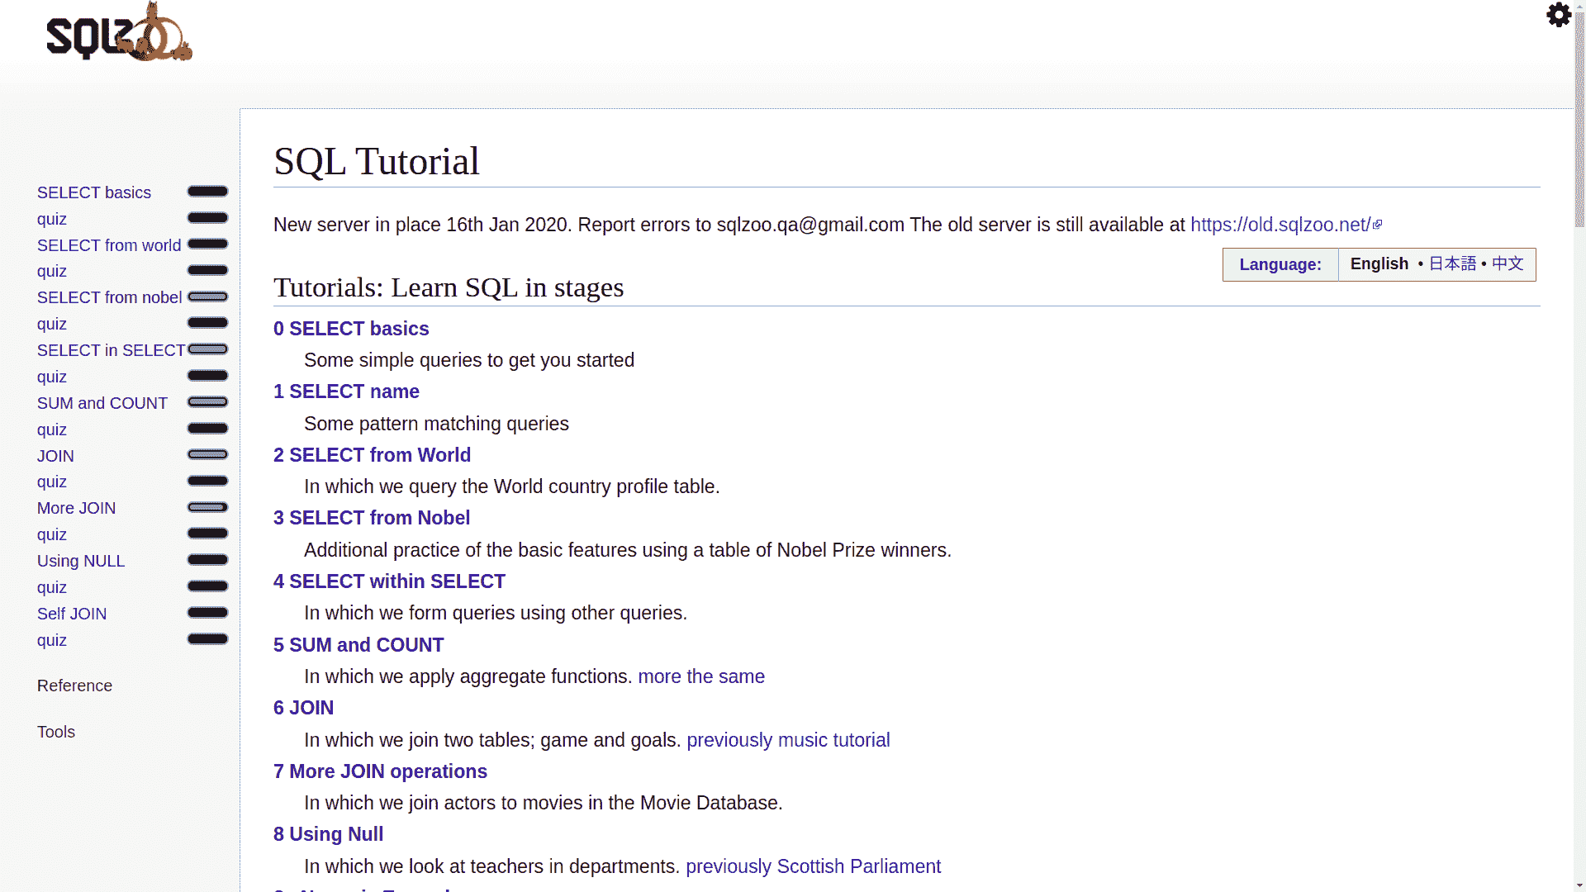 SQLZOO
SELECT basics
quiz
SELECT from world
quiz
SELECT from nobel
quiz
SELECT in SELECT
quiz
SUM and COUNT
quiz
JOIN
quiz
More JOIN
quiz
Using NULL
quiz
Self JOIN
quiz
Reference
Tools
SQL Tutorial
New server in place 16th Jan 2020. Report errors to sqlzoo.qa@gmail.com The old server is still available at https://old.sqlzoo.net/
Language: English • 日本語 • 中文
Tutorials: Learn SQL in stages
0 SELECT basics
Some simple queries to get you started
1 SELECT name
Some pattern matching queries
2 SELECT from World
In which we query the World country profile table.
3 SELECT from Nobel
Additional practice of the basic features using a table of Nobel Prize winners.
4 SELECT within SELECT
In which we form queries using other queries.
5 SUM and COUNT
In which we apply aggregate functions. more the same
6 JOIN
In which we join two tables; game and goals. previously music tutorial
7 More JOIN operations
In which we join actors to movies in the Movie Database.
8 Using Null
In which we look at teachers in departments. previously Scottish Parliament